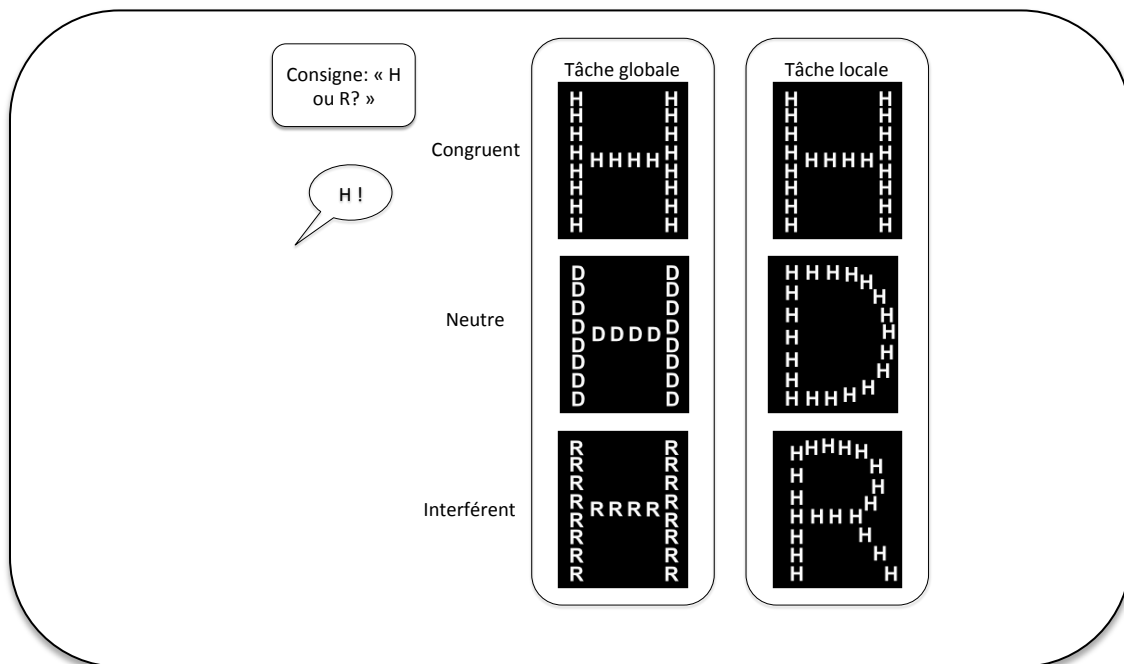 Consigne: « H
ou R? »
H !
Tâche globale
Tâche locale
Congruent
H H
H H
H H
H H
H H H H
H H
H H
H H
H H
H H
H H
H H
H H
H H H H
H H
H H
H H
H H
Neutre
D D
D D
D D
D D
D D D D
D D
D D
D D
D D
H H H H H
H H
H H
H
H
H
H
H
H H
H H H H
Interférent
R R
R R
R R
R R
R R R R
R R
R R
R R
R R
H H H H H
H H
H H
H
H H H H
H H
H H
H H